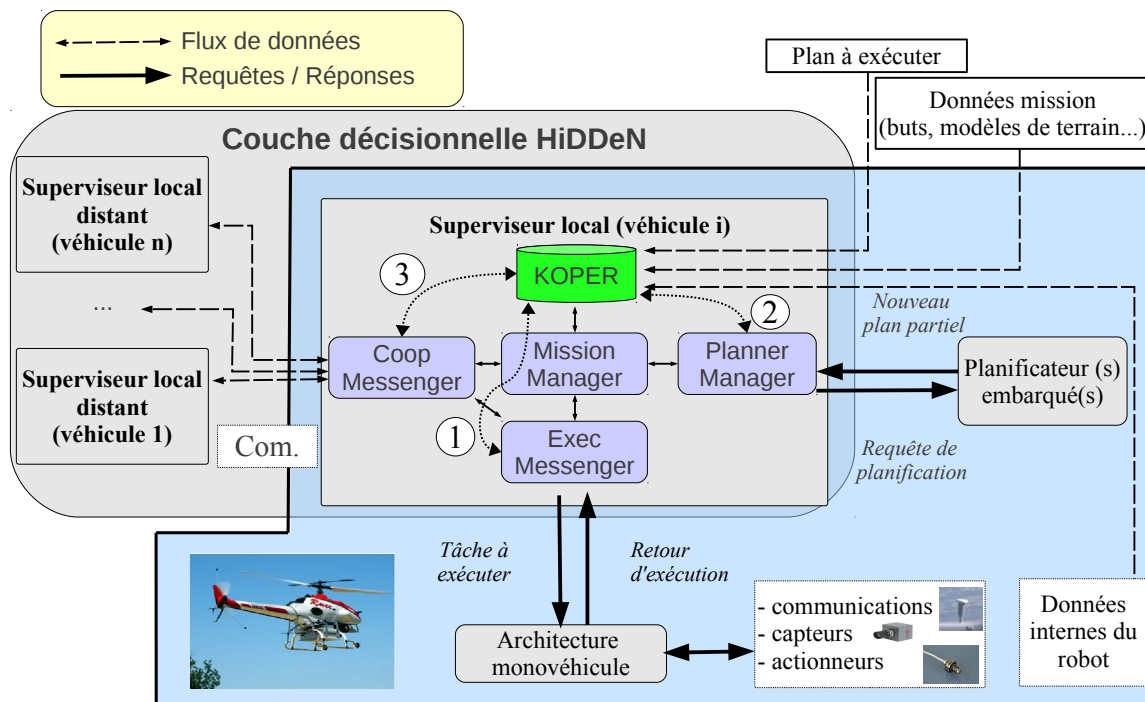 Flux de données
Requêtes / Réponses
Plan à exécuter
Données mission
(buts, modèles de terrain...)
Couche décisionnelle HiDDeN
Superviseur local
distant
(véhicule n)
...
Superviseur local
distant
(véhicule 1)
Com.
Superviseur local (véhicule i)
KOPER
3
2
1
Coop
Messenger
Mission
Manager
Planner
Manager
Exec
Messenger
Nouveau
plan partiel
Planificateur (s)
embarqué(s)
Requête de
planification
Tâche à
exécuter
Retour
d'exécution
Architecture
monovéhicule
- communications
- capteurs
- actionneurs
Données
internes du
robot